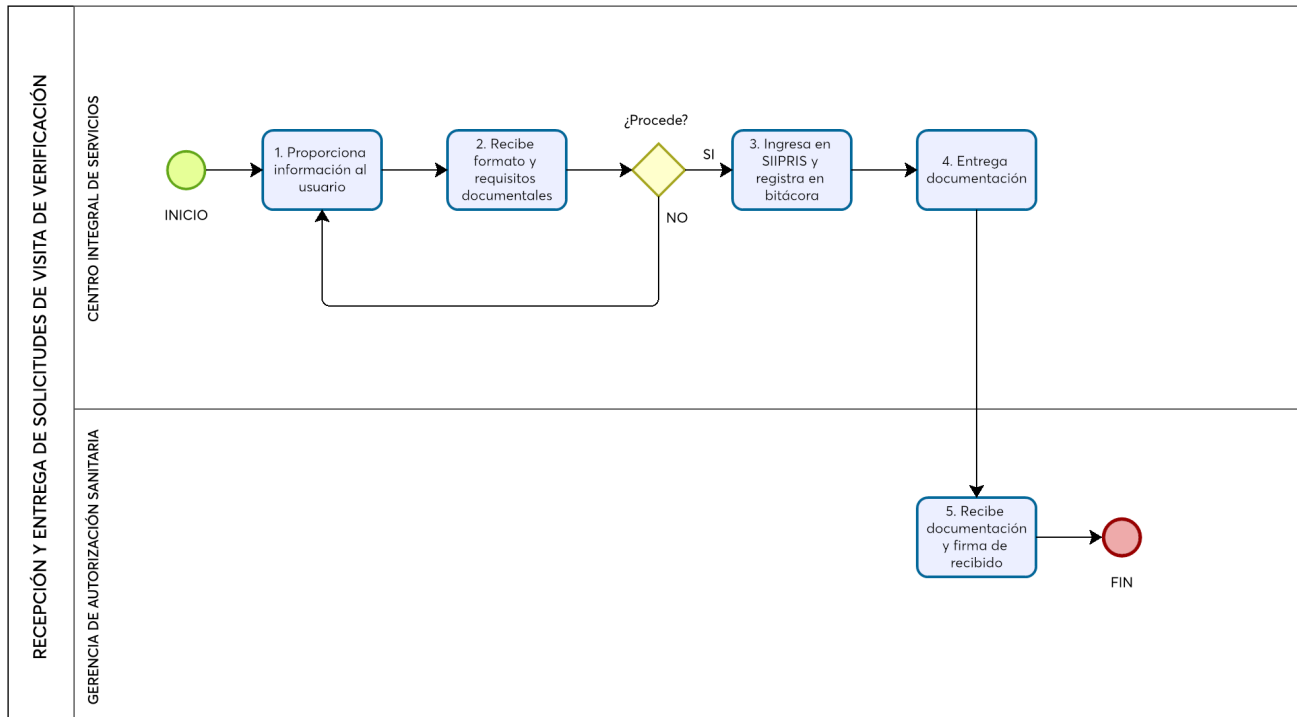 RECEPCIÓN Y ENTREGA DE SOLICITUDES DE VISITA DE VERIFICACIÓN
CENTRO INTEGRAL DE SERVICIOS
INICIO
1. Proporciona
información al
usuario
2. Recibe
formato y
requisitos
documentales
¿Procede?
SI
NO
3. Ingresa en
SIIPRIS y
registra en
bitácora
4. Entrega
documentación
GERENCIA DE AUTORIZACIÓN SANITARIA
5. Recibe
documentación
y firma de
recibido
FIN